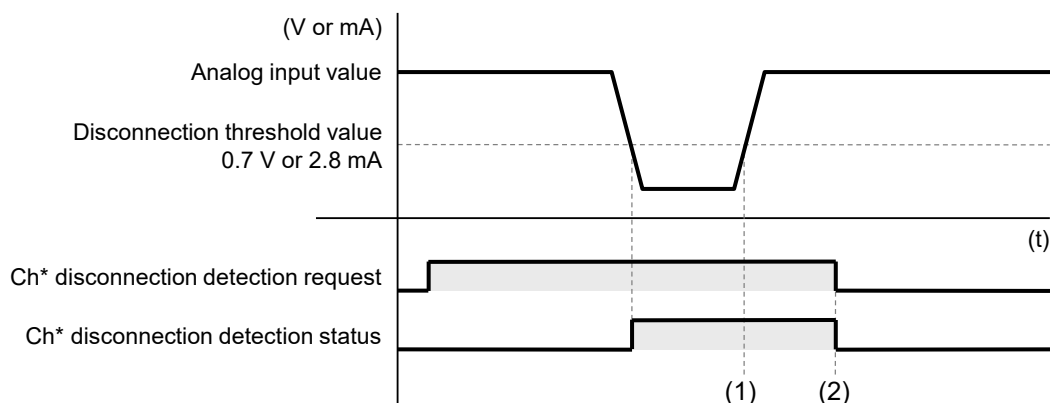 (V or mA)
Analog input value
Disconnection threshold value
0.7 V or 2.8 mA
(t)
Ch* disconnection detection request
Ch* disconnection detection status
(1)
(2)